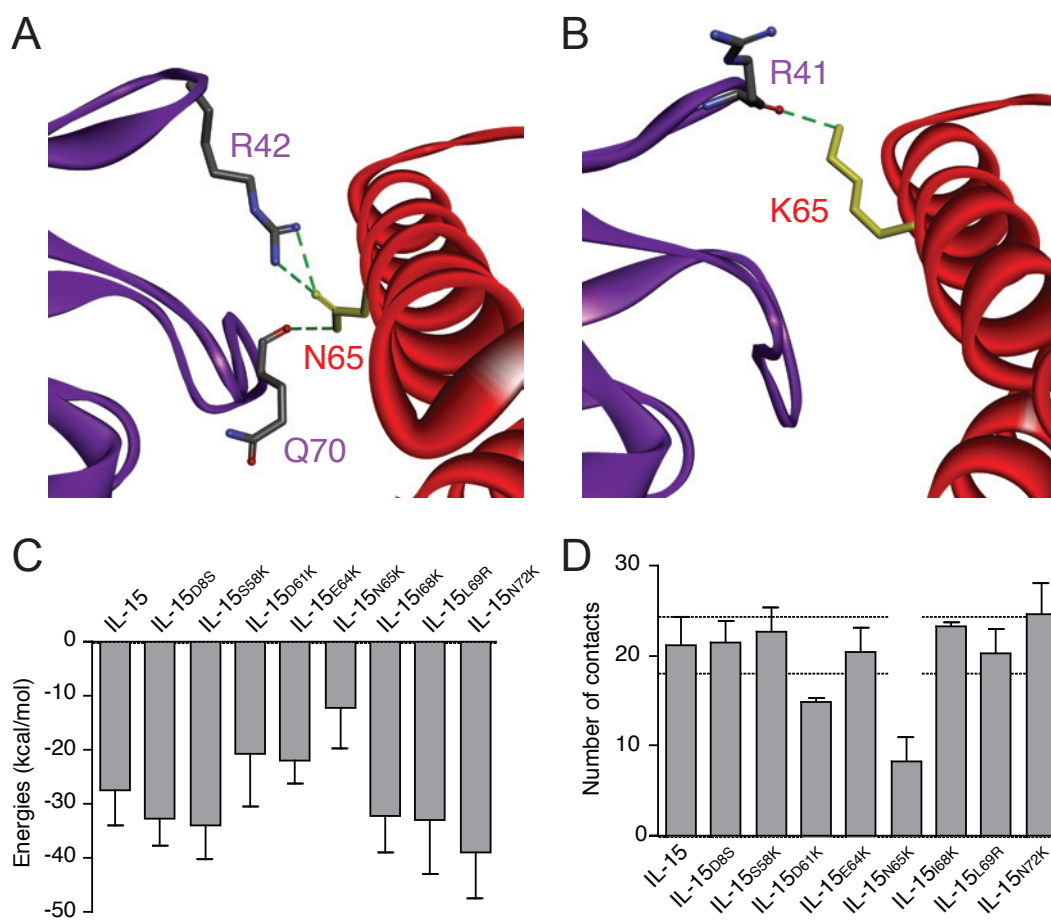 A
R42
N65
Q70
B
R41
K65
C
IL-15
IL-15D8S
IL-15S58K
IL-15D61K
IL-15E64K
IL-15N65K
IL-15I68K
IL-15L69R
IL-15N72K
Energies (kcal/mol)
0
-10
-20
-30
-40
-50
D
Number of contacts
30
20
10
0
IL-15
IL-15D8S
IL-15S58K
IL-15D61K
IL-15E64K
IL-15N65K
IL-15I68K
IL-15L69R
IL-15N72K